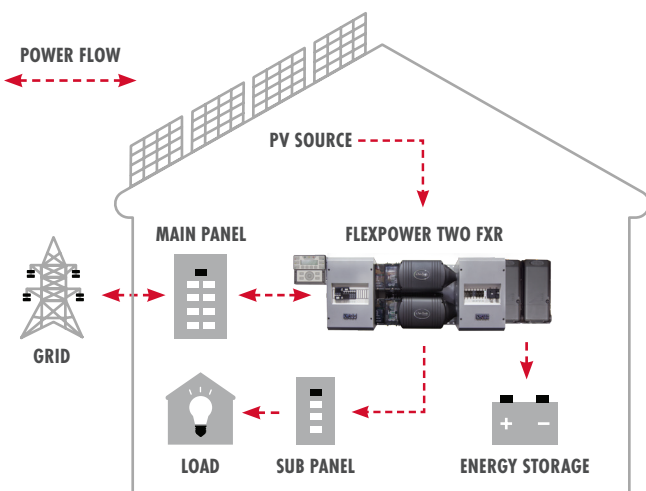 POWER FLOW
PV SOURCE
MAIN PANEL
FLEXPOWER TWO FXR
GRID
LOAD
SUB PANEL
ENERGY STORAGE
+ −